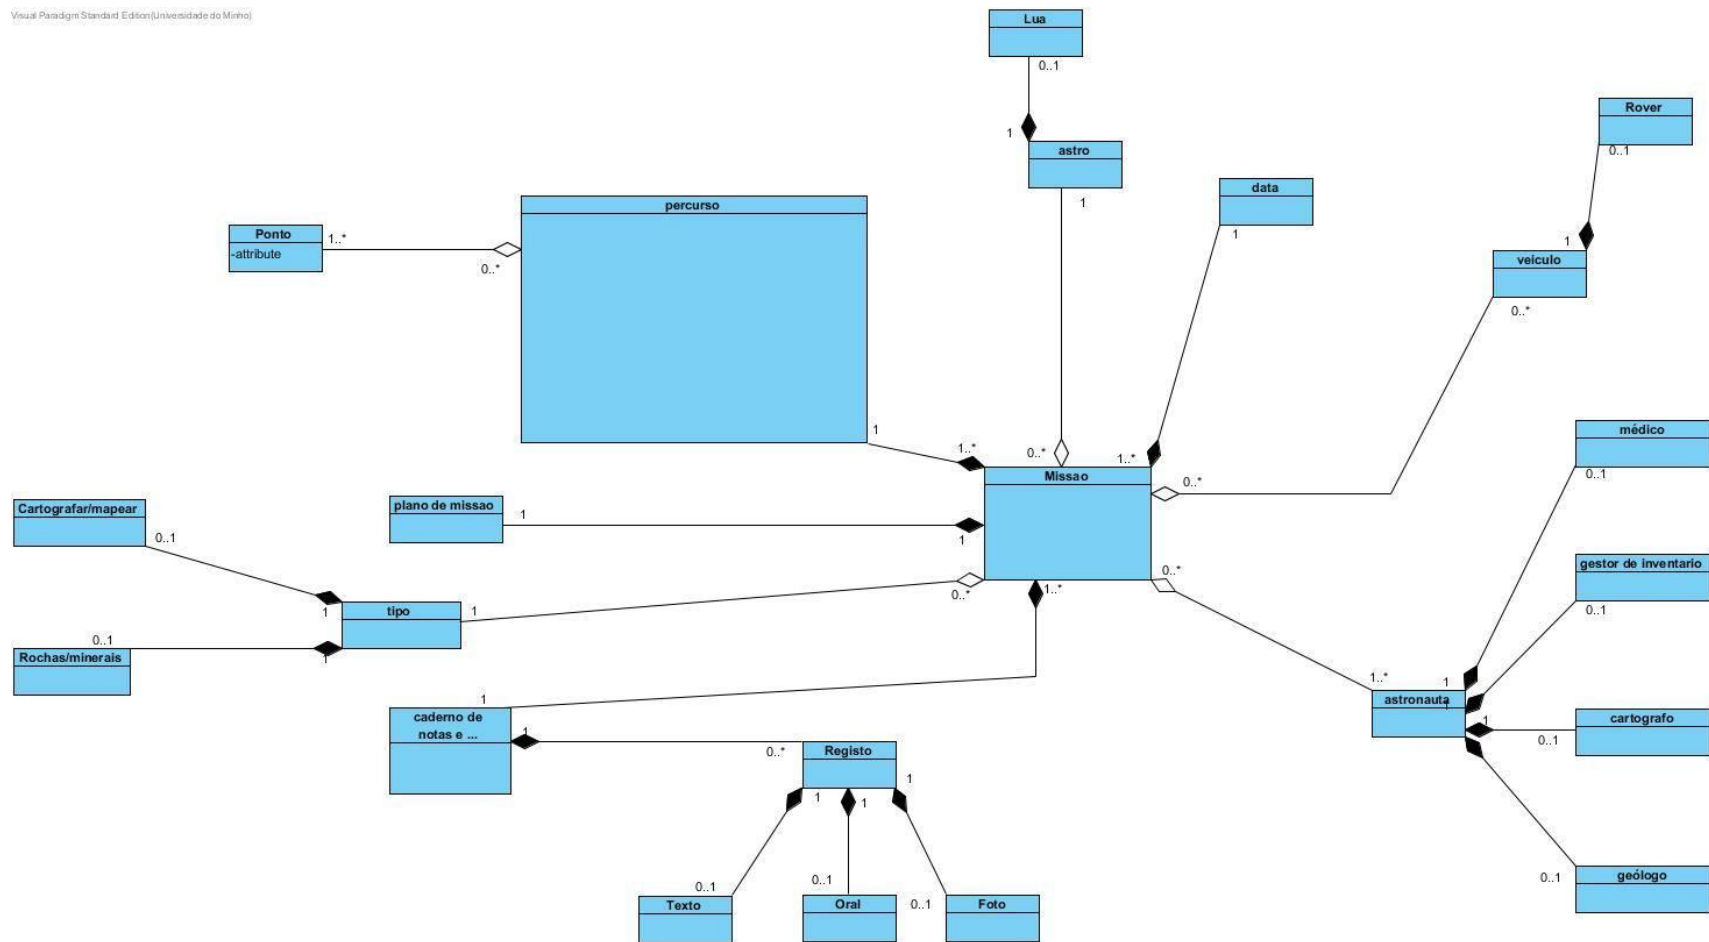 Visual Paradigm Standard Edition(Universidade do Minho)
Lua
0..1
1
astro
1
Rover
0..1
1
veiculo
0..*
data
1
percurso
Ponto
-attribute
1..*
0..*
1
1..*
0..*
1..*
Missao
0..*
plano de missao
1
1
Cartografar/mapear
0..1
1
tipo
1
0..*
Rochas/minerais
0..1
1
1..*
0..*
médico
0..1
gestor de inventario
0..1
1..*
1
astronauta
1
1
cartografo
0..1
geólogo
0..1
1
caderno de
notas e ...
1
0..*
Registo
1
1
1
0..1
Texto
0..1
Oral
0..1
Foto